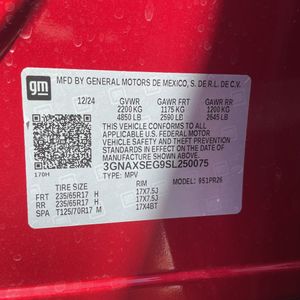 gm
MFD BY GENERAL MOTORS DE MEXICO, S. DE R.L. DE C.V.
12/24 GVWR GAWR FRT GAWR RR
2200 KG 1175 KG 1200 KG
4850 LB 2590 LB 2645 LB
THIS VEHICLE CONFORMS TO ALL
APPLICABLE U.S. FEDERAL MOTOR
VEHICLE SAFETY AND THEFT
PREVENTION STANDARDS IN EFFECT
ON THE DATE OF MANUFACTURE
SHOWN ABOVE.
170H 3GNAXSEG9SL250075
TYPE: MPV 951PR26
TIRE SIZE RIM
FRT 235/65R17 H 17X7.5J
RR 235/65R17 H 17X7.5J
SPA T125/70R17 M 17X4BT